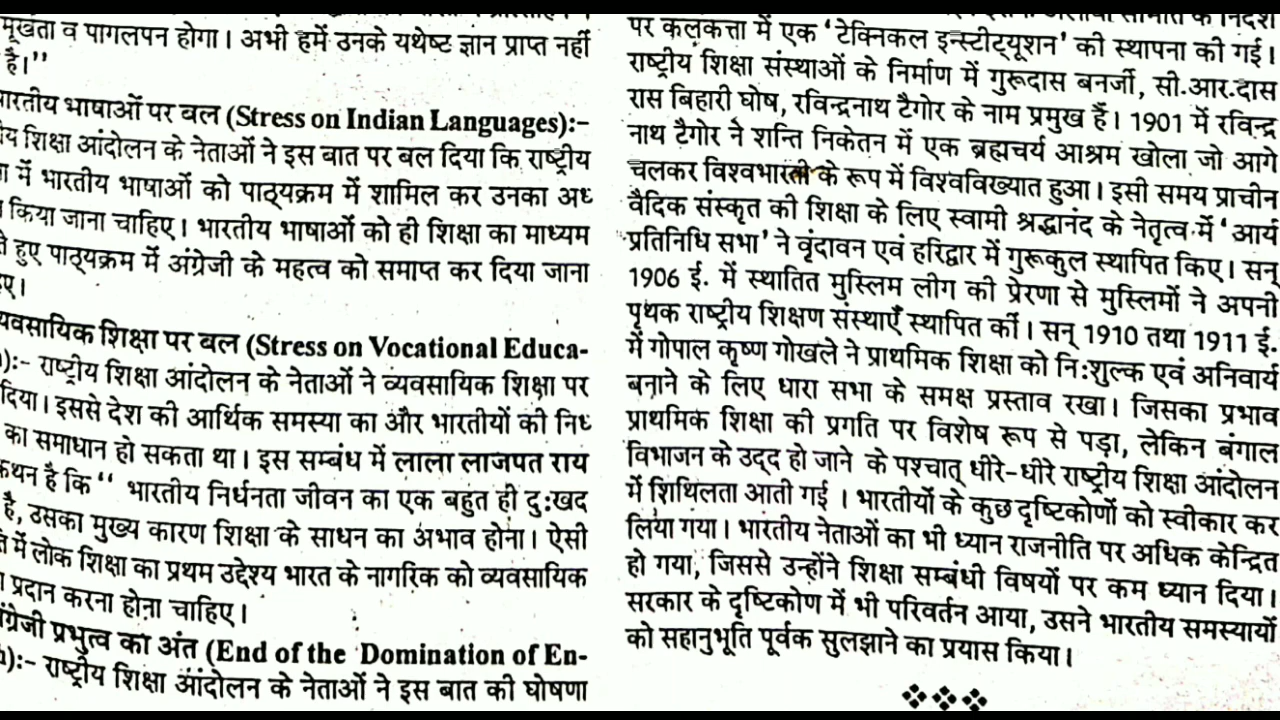 मूर्खता व पागलपन होगा। अभी हमें उनके यथेष्ट ज्ञान प्राप्त नहीं
है।''
भारतीय भाषाओं पर बल (Stress on Indian Languages):-
शिक्षा आंदोलन के नेताओं ने इस बात पर बल दिया कि राष्ट्रीय
में भारतीय भाषाओं को पाठ्यक्रम में शामिल कर उनका
किया जाना चाहिए। भारतीय भाषाओं को ही शिक्षा का माध्यम
हुए पाठ्यक्रम में अंग्रेजी के महत्व को समाप्त कर दिया जाना
व्यवसायिक शिक्षा पर बल (Stress on Vocational Educa-
):- राष्ट्रीय शिक्षा आंदोलन के नेताओं ने व्यवसायिक शिक्षा पर
दिया। इससे देश की आर्थिक समस्या का और भारतीयों की
का समाधान हो सकता था। इस सम्बंध में लाला लाजपत राय
कथन है कि '' भारतीय निर्धनता जीवन का एक बहुत ही दुःखद
है, उसका मुख्य कारण शिक्षा के साधन का अभाव होना। ऐसी
में लोक शिक्षा का प्रथम उद्देश्य भारत के नागरिक को व्यवसायिक
प्रदान करना होना चाहिए।
अंग्रेजी प्रभुत्व का अंत (End of the Domination of En-
):- राष्ट्रीय शिक्षा आंदोलन के नेताओं ने इस बात की घोषणा
पर कलकत्ता में एक 'टेक्निकल इन्स्टीट्यूशन' की स्थापना की गई।
राष्ट्रीय शिक्षा संस्थाओं के निर्माण में गुरूदास बनर्जी, सी.आर.दास
रास बिहारी घोष, रविन्द्रनाथ टैगोर के नाम प्रमुख हैं। 1901 में रविन्द्र
नाथ टैगोर ने शन्ति निकेतन में एक ब्रह्मचर्य आश्रम खोला जो आगे
चलकर विश्वभारती के रूप में विश्वविख्यात हुआ। इसी समय प्राचीन
वैदिक संस्कृत की शिक्षा के लिए स्वामी श्रद्धानंद के नेतृत्व में 'आर्य
प्रतिनिधि सभा' ने वृंदावन एवं हरिद्वार में गुरूकुल स्थापित किए। सन्
1906 ई. में स्थातित मुस्लिम लीग की प्रेरणा से मुस्लिमों ने अपनी
पृथक राष्ट्रीय शिक्षण संस्थाएँ स्थापित कीं। सन् 1910 तथा 1911 ई.
में गोपाल कृष्ण गोखले ने प्राथमिक शिक्षा को निःशुल्क एवं अनिवार्य
बनाने के लिए धारा सभा के समक्ष प्रस्ताव रखा। जिसका प्रभाव
प्राथमिक शिक्षा की प्रगति पर विशेष रूप से पड़ा, लेकिन बंगाल
विभाजन के उद्द हो जाने के पश्चात् धीरे-धीरे राष्ट्रीय शिक्षा आंदोलन
में शिथिलता आती गई । भारतीयों के कुछ दृष्टिकोणों को स्वीकार कर
लिया गया। भारतीय नेताओं का भी ध्यान राजनीति पर अधिक केन्द्रित
हो गया, जिससे उन्होंने शिक्षा सम्बंधी विषयों पर कम ध्यान दिया।
सरकार के दृष्टिकोण में भी परिवर्तन आया, उसने भारतीय समस्यायों
को सहानुभूति पूर्वक सुलझाने का प्रयास किया।